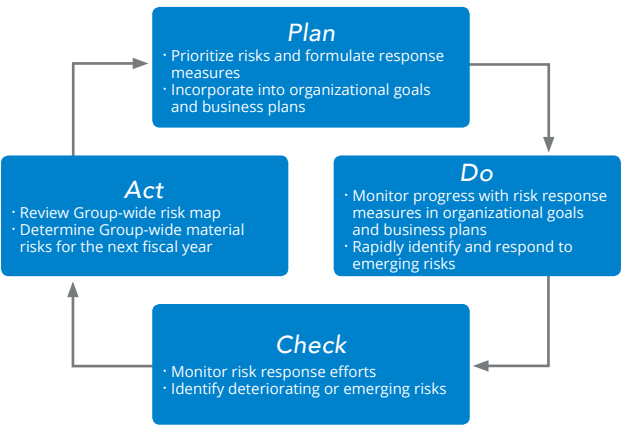 Plan
· Prioritize risks and formulate response
measures
· Incorporate into organizational goals
and business plans
Act
· Review Group-wide risk map
· Determine Group-wide material
risks for the next fiscal year
Do
· Monitor progress with risk response
measures in organizational goals
and business plans
· Rapidly identify and respond to
emerging risks
Check
· Monitor risk response efforts
· Identify deteriorating or emerging risks